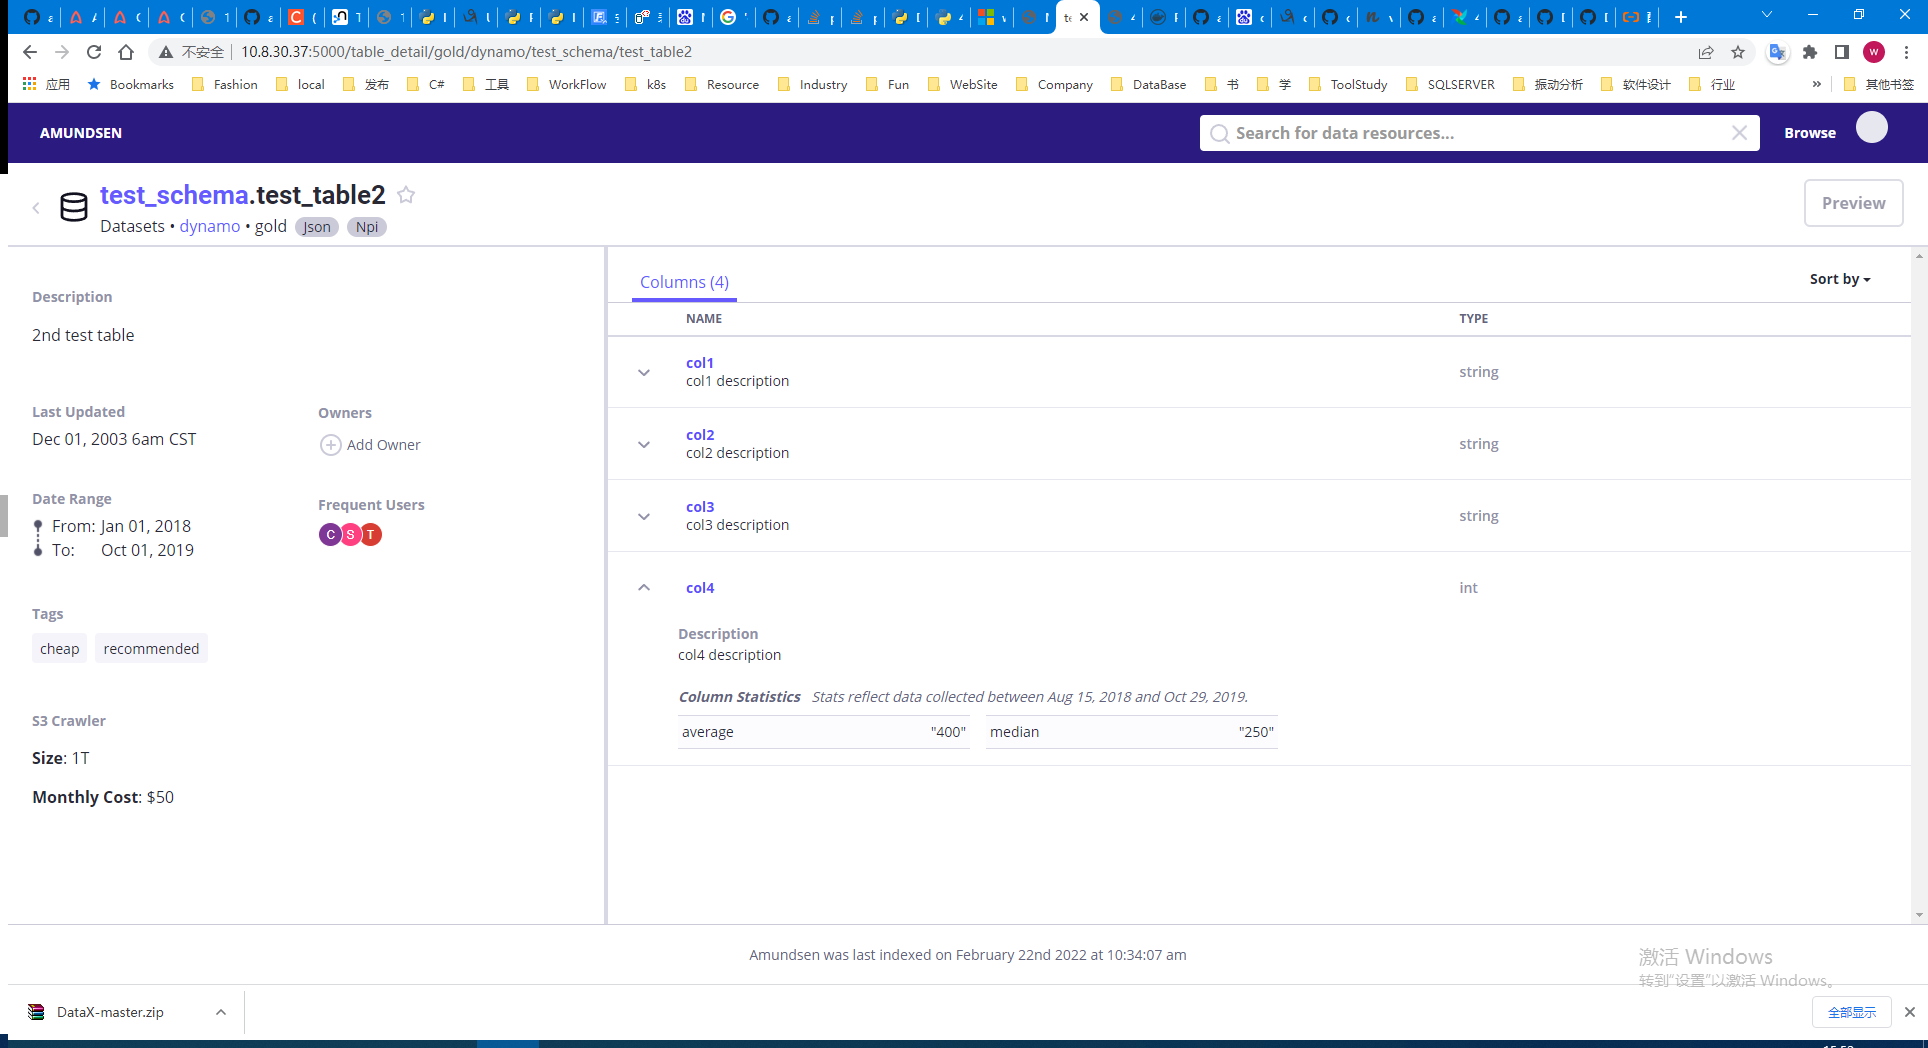 不安全 10.8.30.37:5000/table_detail/gold/dynamo/test_schema/test_table2
W
应用 Bookmarks Fashion local 发布 C# 工具 WorkFlow k8s Resource Industry Fun WebSite Company DataBase 书 学 ToolStudy SQLSERVER 振动分析 软件设计 行业 » 其他书签
AMUNDSEN Search for data resources... Browse
test_schema.test_table2
Datasets • dynamo • gold Json Npi
Preview
Description
2nd test table
Last Updated
Dec 01, 2003 6am CST
Owners
Add Owner
Date Range
From: Jan 01, 2018
To: Oct 01, 2019
Frequent Users
C S T
Tags
cheap recommended
S3 Crawler
Size: 1T
Monthly Cost: $50
Columns (4)
Sort by
NAME TYPE
col1 string
col1 description
col2 string
col2 description
col3 string
col3 description
col4 int
Description
col4 description
Column Statistics Stats reflect data collected between Aug 15, 2018 and Oct 29, 2019.
average "400" median "250"
Amundsen was last indexed on February 22nd 2022 at 10:34:07 am
激活 Windows
转到"设置"以激活 Windows。
DataX-master.zip
全部显示